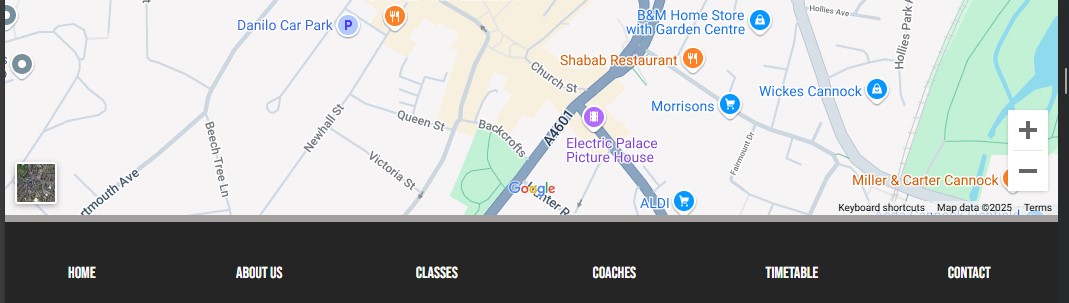 B&M Home Store
with Garden Centre
Hollies Ave
Danilo Car Park
P
Hollies Park
Shabab Restaurant
Church St
Wickes Cannock
Morrisons
Newhall St
Queen St
Backcrofts
A4601
Beech Tree Ln
Electric Palace
Picture House
Fairmount Dr
Victoria St
Miller & Carter Cannock
rtmouth Ave
Google
ALDI
Keyboard shortcuts
Map data ©2025
Terms
HOME
ABOUT US
CLASSES
COACHES
TIMETABLE
CONTACT